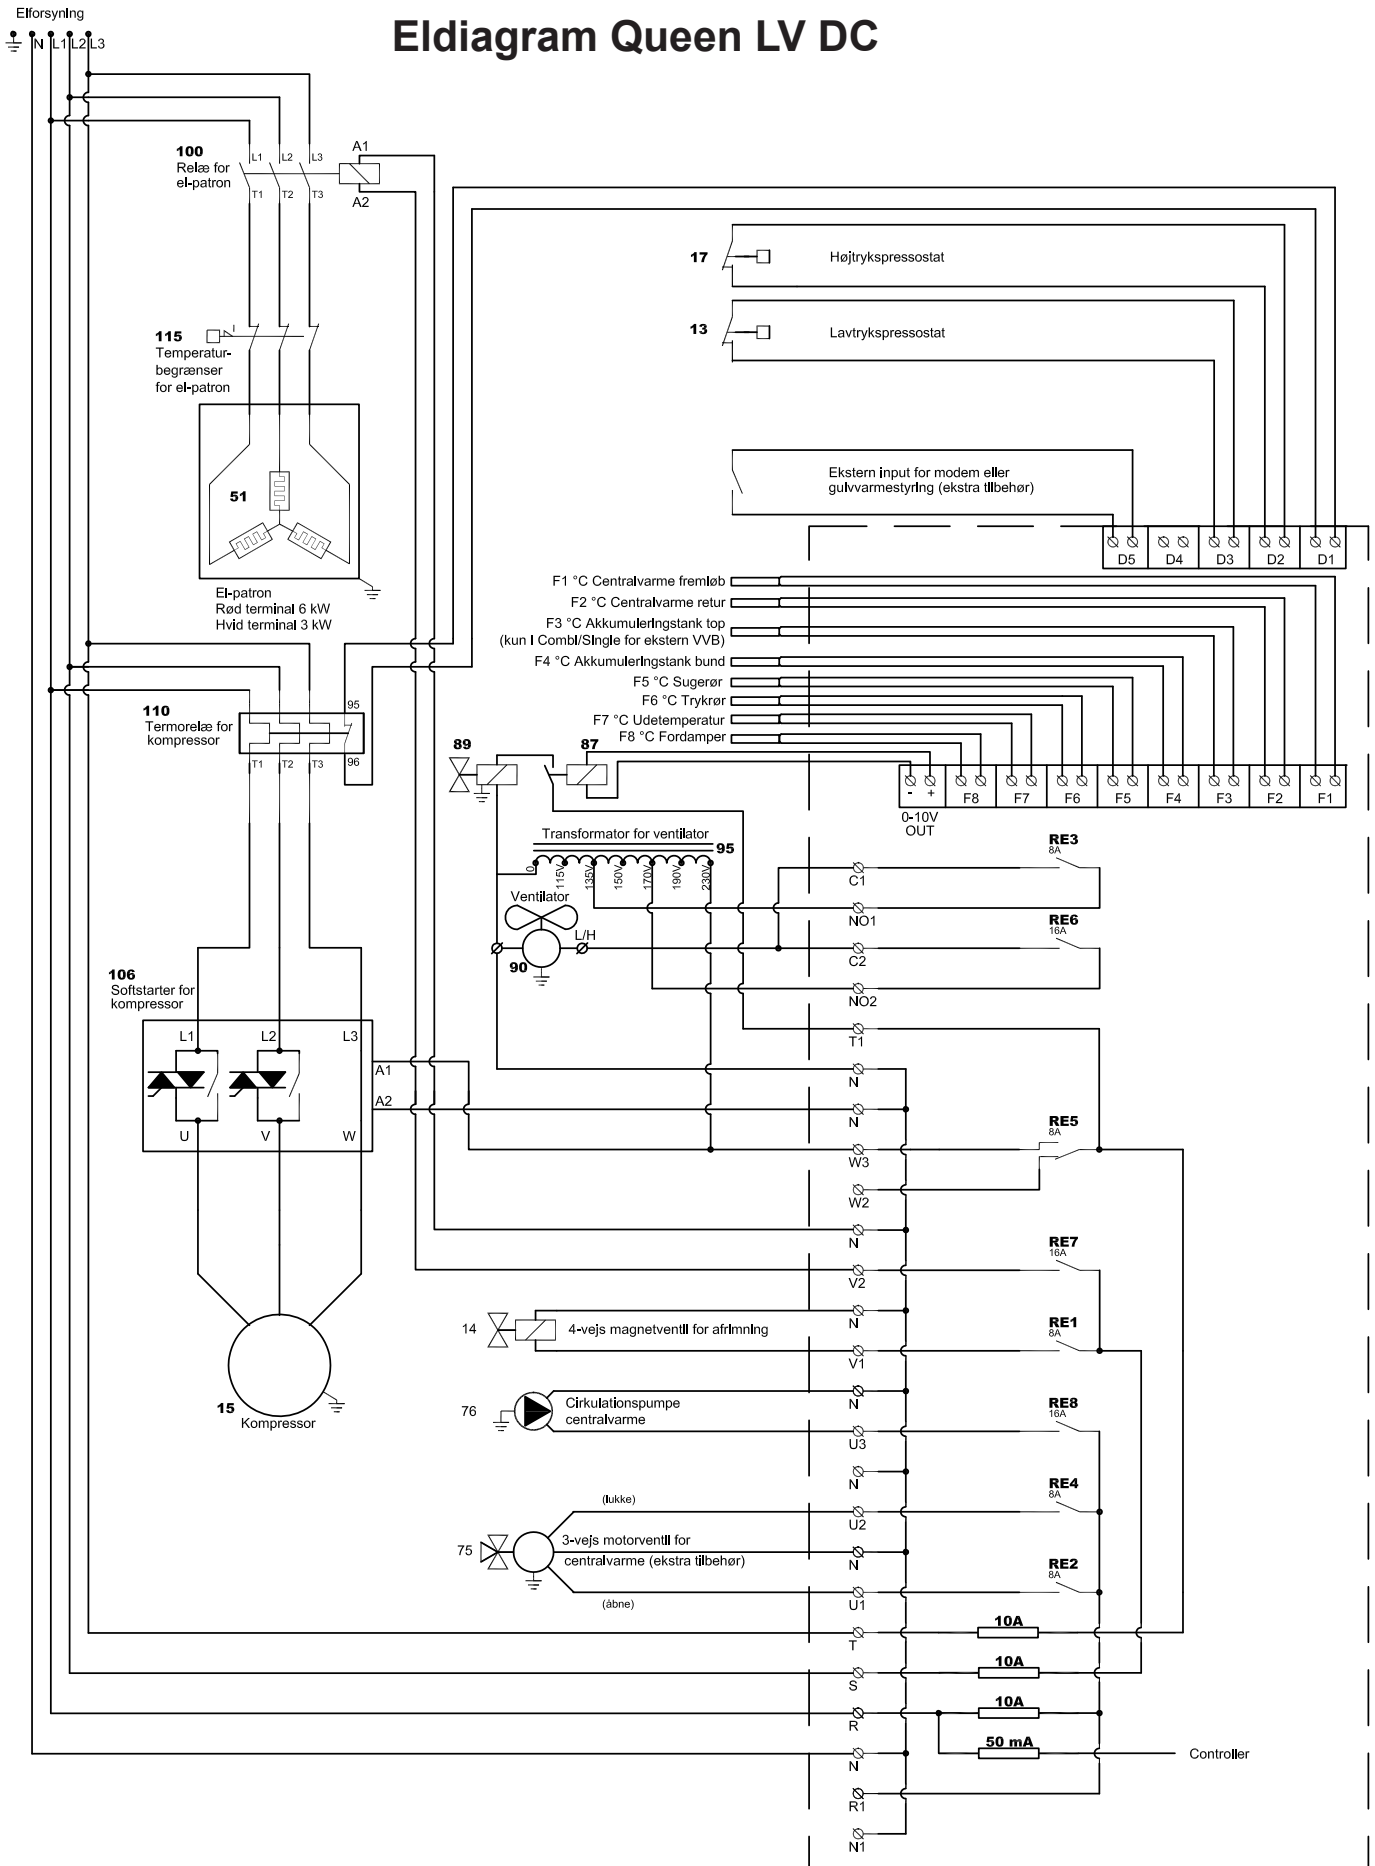 Elforsyning
Eldiagram Queen LV DC
N L1 L2 L3
100
Relæ for
el-patron
L1 L2 L3
T1 T2 T3
A1
A2
17
Højtrykspressostat
13
Lavtrykspressostat
115
Temperatur-
begrænser
for el-patron
51
El-patron
Rød terminal 6 kW
Hvid terminal 3 kW
Ekstern input for modem eller
gulvvarmestyring (ekstra tilbehør)
D5 D4 D3 D2 D1
F1 °C Centralvarme fremløb
F2 °C Centralvarme retur
F3 °C Akkumuleringstank top
(kun i Combi/Single for ekstern VVB)
F4 °C Akkumuleringstank bund
F5 °C Sugerør
F6 °C Trykrør
F7 °C Udetemperatur
F8 °C Fordamper
110
Termorelæ for
kompressor
95
96
T1 T2 T3
89
87
- + F8 F7 F6 F5 F4 F3 F2 F1
0-10V
OUT
Transformator for ventilator
95
0 115V 135V 150V 170V 190V 230V
Ventilator
L/H
90
C1
RE3
8A
NO1
C2
RE6
16A
NO2
T1
N
N
106
Softstarter for
kompressor
L1 L2 L3
A1
A2
U V W
W3
RE5
8A
W2
N
V2
RE7
16A
14
4-vejs magnetventil for afrimning
N
V1
RE1
8A
15
Kompressor
76
Cirkulationspumpe
centralvarme
N
U3
RE8
16A
N
75
(lukke)
3-vejs motorventil for
centralvarme (ekstra tilbehør)
(åbne)
U2
RE4
8A
N
U1
RE2
8A
T
10A
S
10A
R
10A
50 mA
Controller
N
R1
N1